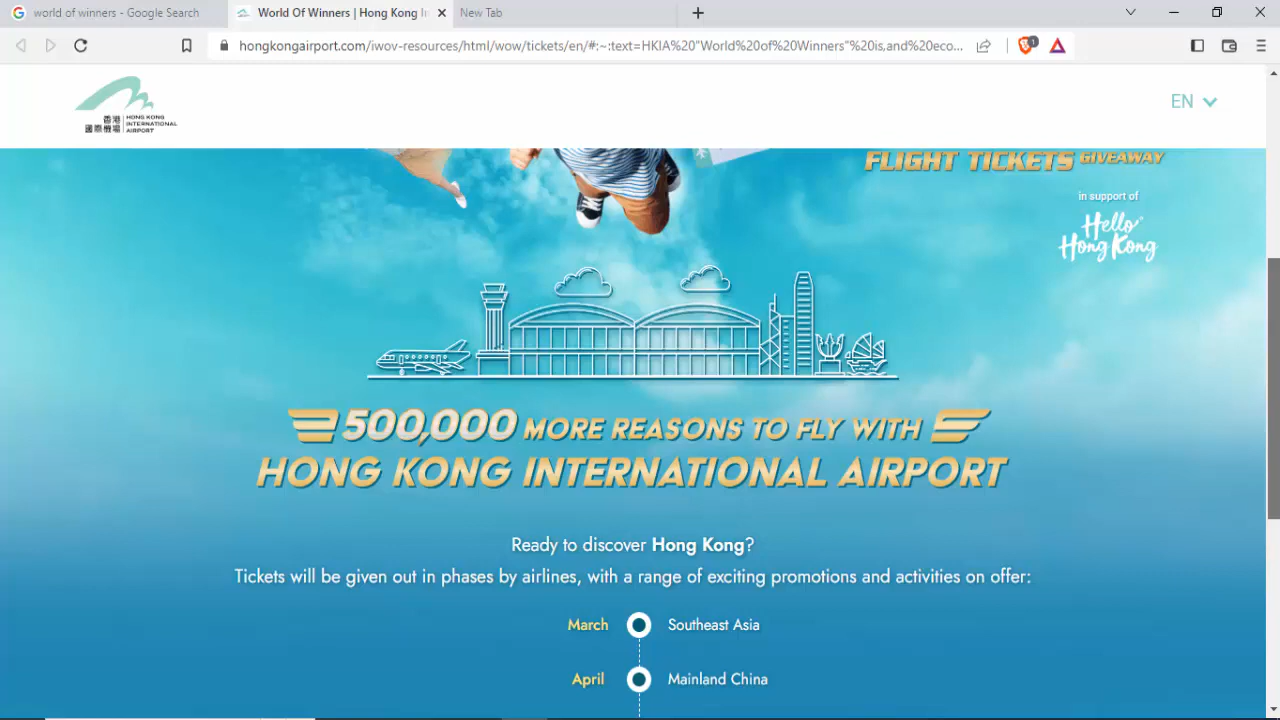 world of winners - Google Search
World Of Winners | Hong Kong In
New Tab
hongkongairport.com/iwov-resources/html/wow/tickets/en/#:~:text=HKIA%20"World%20of%20Winners"%20is,and%20eco...
1
香港
國際機場
HONG KONG
INTERNATIONAL
AIRPORT
EN
FLIGHT TICKETS GIVEAWAY
in support of
Hello
Hong Kong
500,000 MORE REASONS TO FLY WITH
HONG KONG INTERNATIONAL AIRPORT
Ready to discover Hong Kong?
Tickets will be given out in phases by airlines, with a range of exciting promotions and activities on offer:
March Southeast Asia
April Mainland China